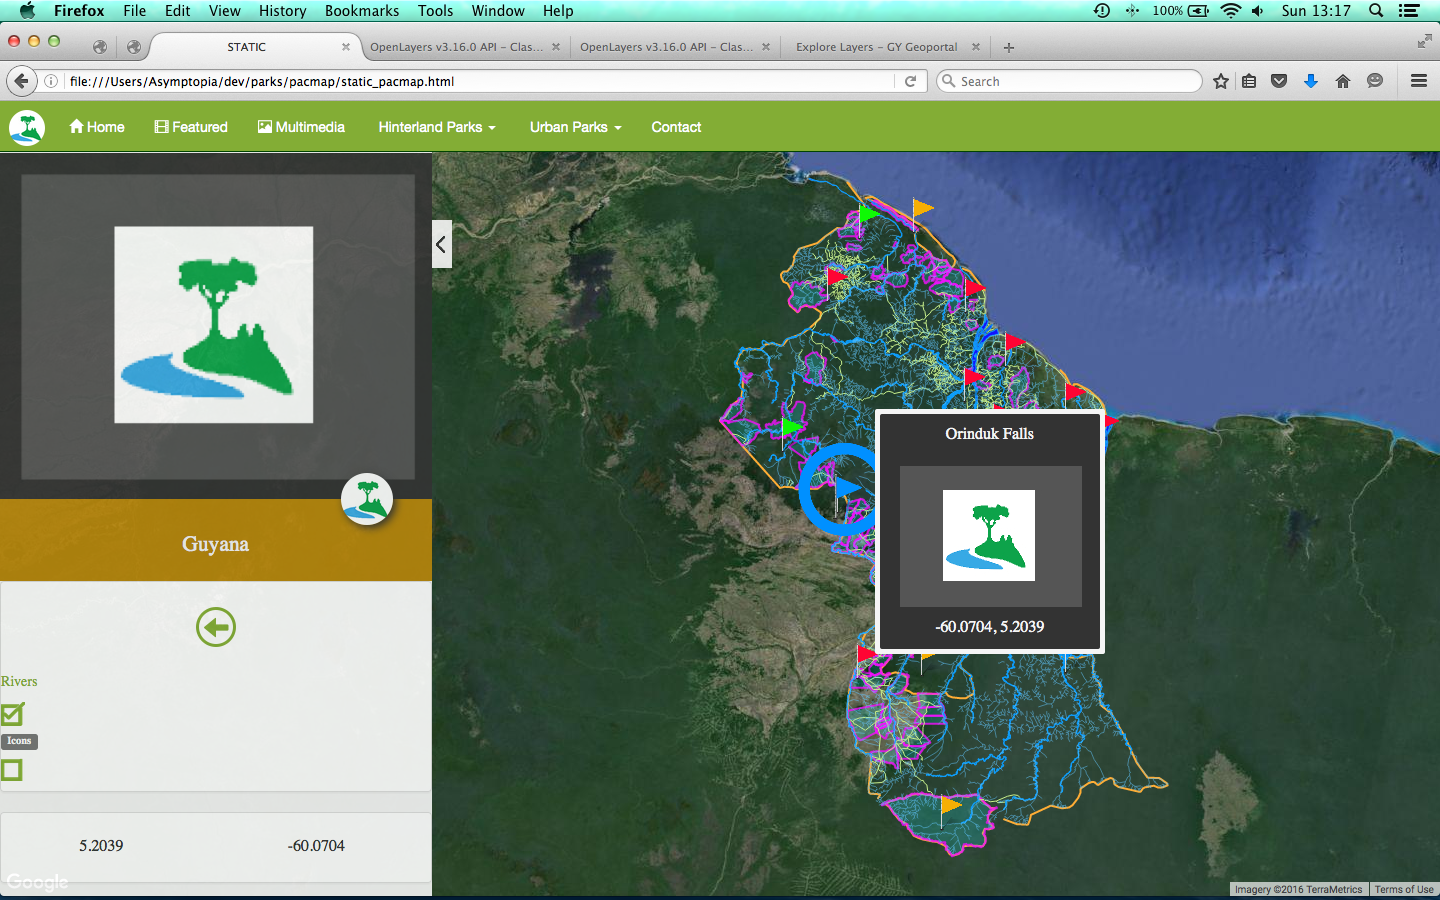 Firefox File Edit View History Bookmarks Tools Window Help 100% Sun 13:17
STATIC OpenLayers v3.16.0 API - Clas... OpenLayers v3.16.0 API - Clas... Explore Layers - GY Geoportal
file:///Users/Asymptopia/dev/parks/pacmap/static_pacmap.html Search
Home Featured Multimedia Hinterland Parks Urban Parks Contact
Orinduk Falls
-60.0704, 5.2039
Guyana
Rivers
Icons
5.2039 -60.0704
Google
Imagery ©2016 TerraMetrics Terms of Use